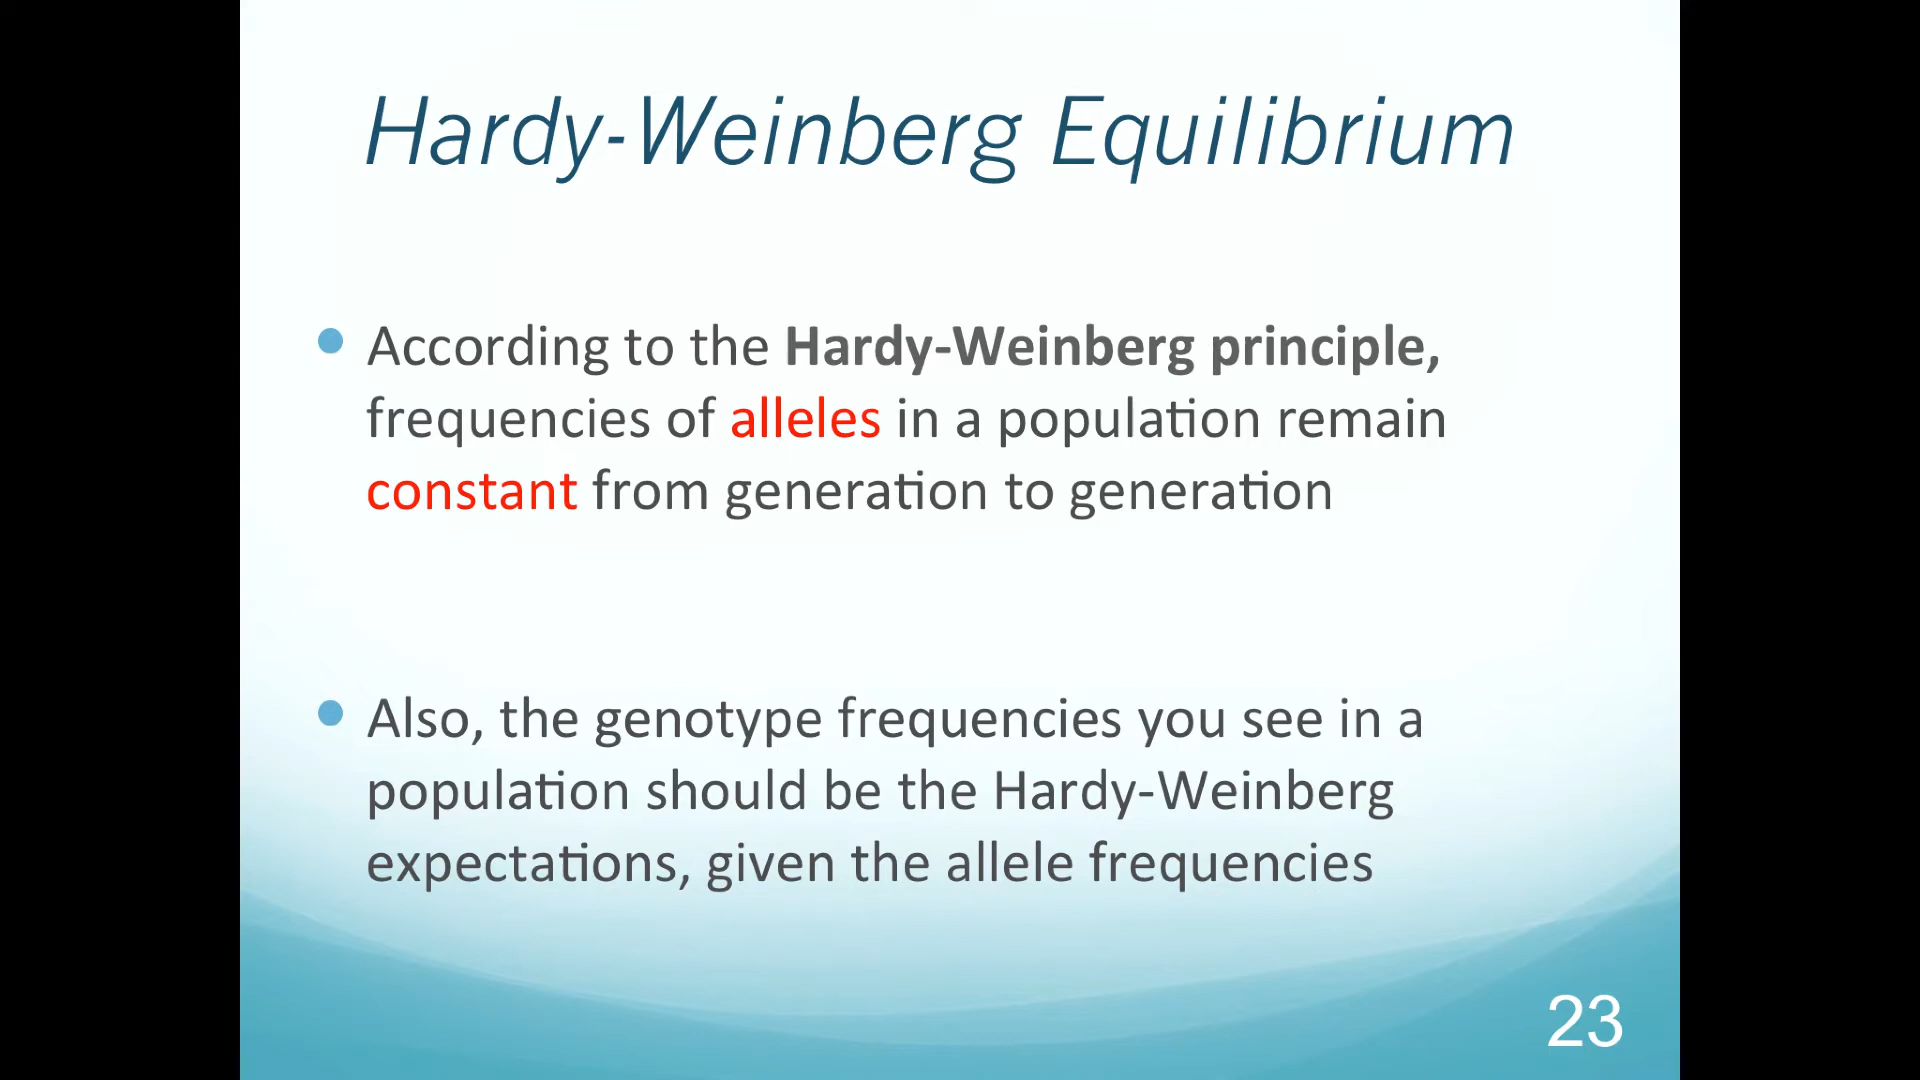 Hardy-Weinberg Equilibrium
According to the Hardy-Weinberg principle,
frequencies of alleles in a population remain
constant from generation to generation
Also, the genotype frequencies you see in a
population should be the Hardy-Weinberg
expectations, given the allele frequencies
23